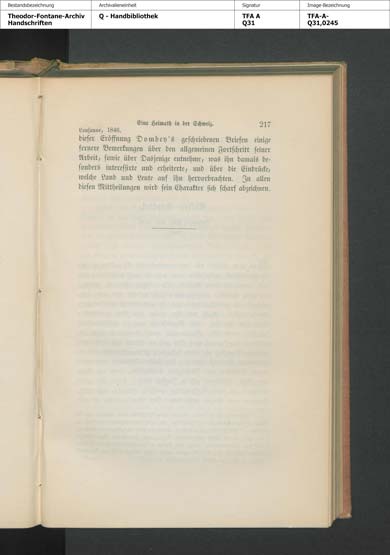 Bestandsbezeichnung
Archivalieneinheit
Signatur
Image-Bezeichnung
Theodor-Fontane-Archiv
Handschriften
Q - Handbibliothek
TFA A
Q31
TFA-A-
Q31,0245
Eine Heimath in der Schweiz.
217
Lausanne, 1846.
dieser Eröffnung Dombey's geschriebenen Briefen einige
fernere Bemerkungen über den allgemeinen Fortschritt seiner
Arbeit, sowie über Dasjenige entnehme, was ihn damals be-
sonders interessirte und erheiterte, und über die Eindrücke,
welche Land und Leute auf ihn hervorbrachten. In allen
diesen Mittheilungen wird sein Charakter sich scharf abzeichnen.